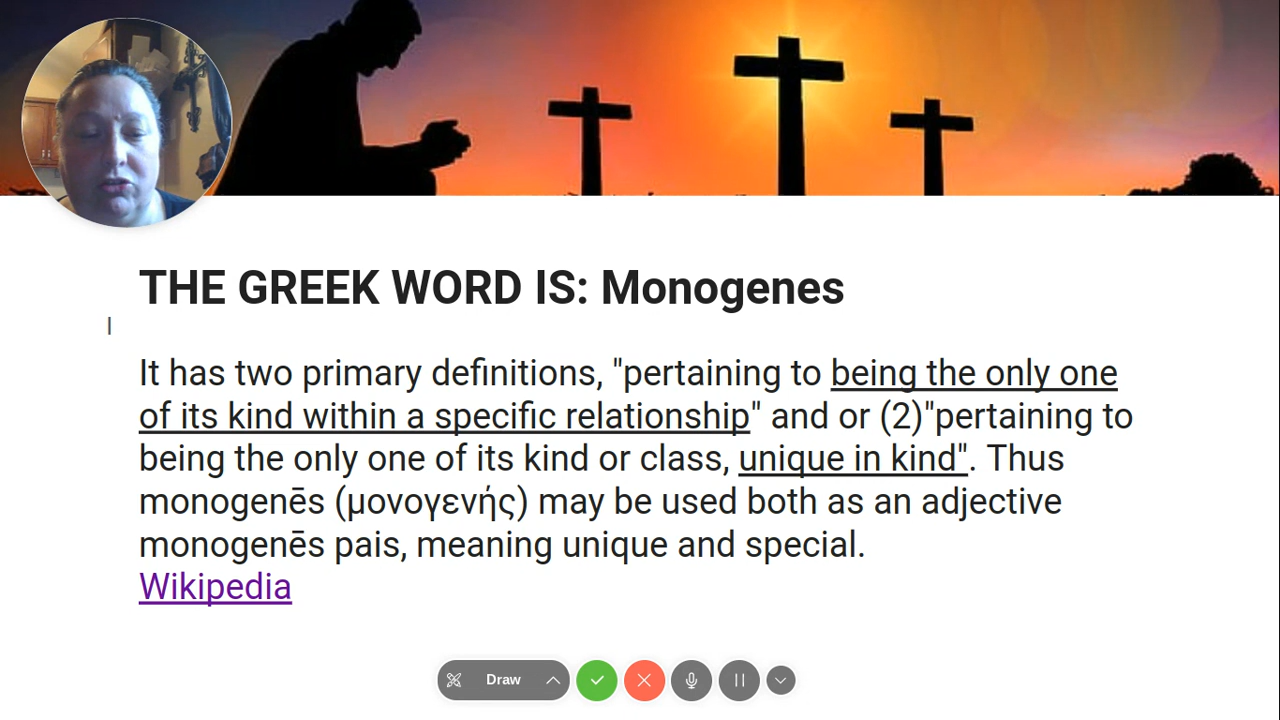 THE GREEK WORD IS: Monogenes
It has two primary definitions, "pertaining to being the only one
of its kind within a specific relationship" and or (2)"pertaining to
being the only one of its kind or class, unique in kind". Thus
monogenēs (μονογενής) may be used both as an adjective
monogenēs pais, meaning unique and special.
Wikipedia
Draw